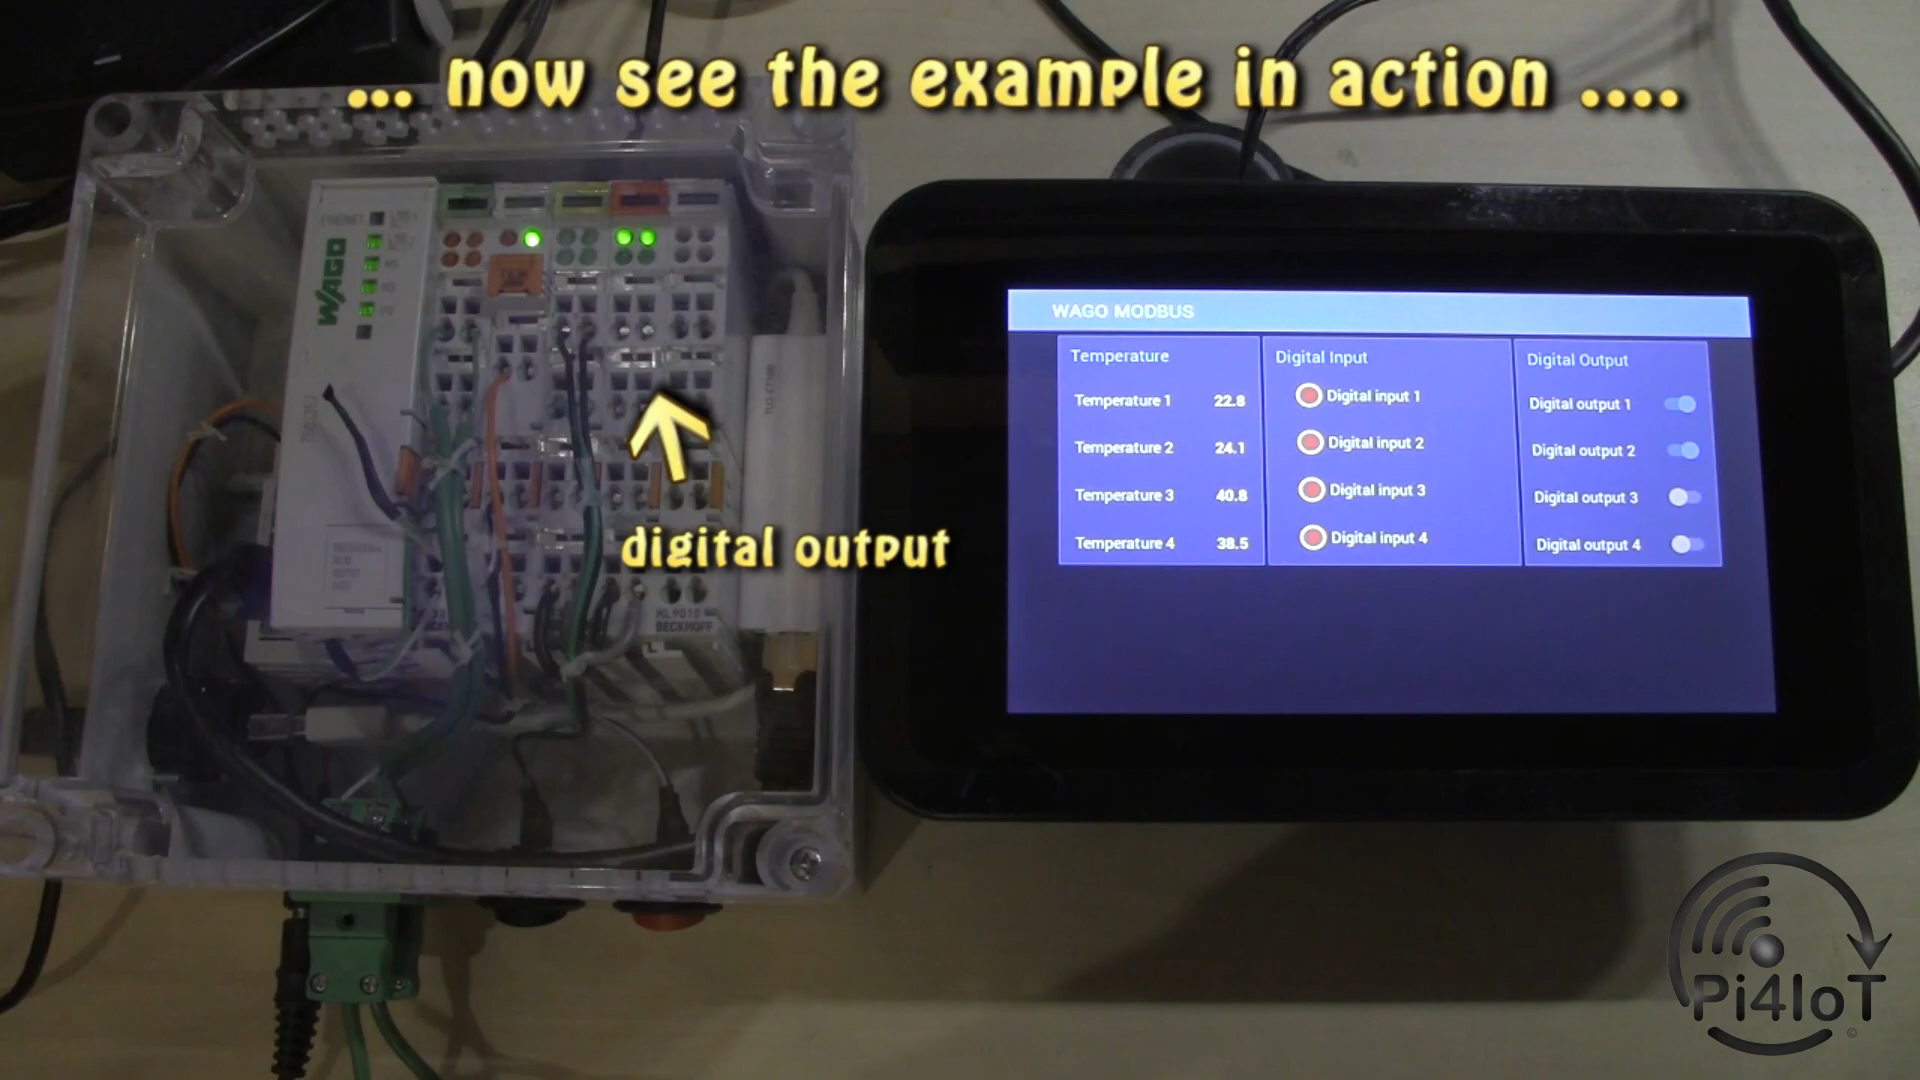 ... now see the example in action ....
ETHERNET
WAGO
WAGO MODBUS
Temperature
Temperature 1 22.8
Temperature 2 24.1
Temperature 3 40.8
Temperature 4 38.5
Digital Input
Digital input 1
Digital input 2
Digital input 3
Digital input 4
Digital Output
Digital output 1
Digital output 2
Digital output 3
Digital output 4
digital output
KL9010
BECKHOFF
Pi4IoT
©